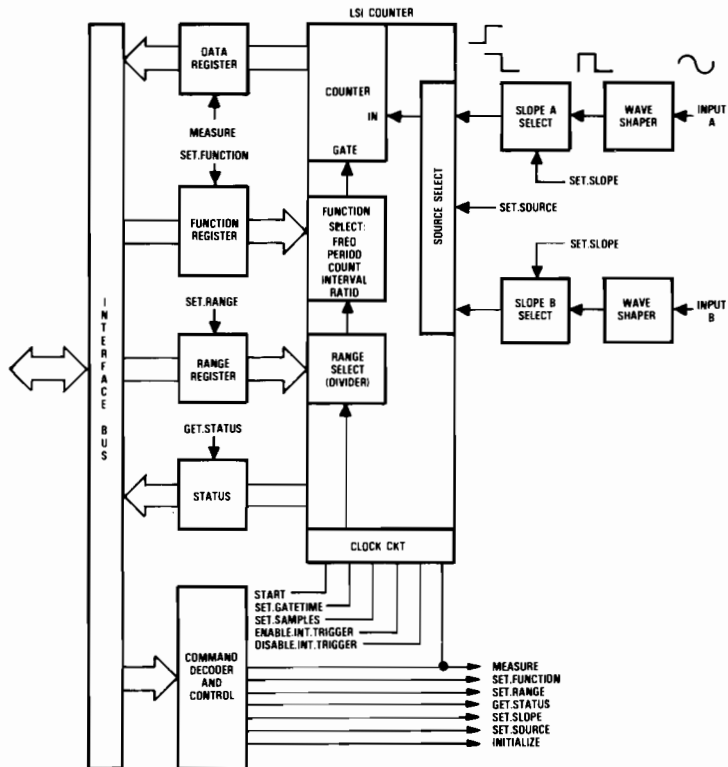 LSI COUNTER
DATA
REGISTER
MEASURE
SET.FUNCTION
FUNCTION
REGISTER
SET.RANGE
RANGE
REGISTER
GET.STATUS
STATUS
INTERFACE BUS
COUNTER
IN
GATE
FUNCTION
SELECT:
FREQ
PERIOD
COUNT
INTERVAL
RATIO
RANGE
SELECT
(DIVIDER)
CLOCK CKT
SOURCE SELECT
SLOPE A
SELECT
WAVE
SHAPER
INPUT
A
SET.SLOPE
SET.SOURCE
SET.SLOPE
SLOPE B
SELECT
WAVE
SHAPER
INPUT
B
START
SET.GATETIME
SET.SAMPLES
ENABLE.INT.TRIGGER
DISABLE.INT.TRIGGER
COMMAND
DECODER
AND
CONTROL
MEASURE
SET.FUNCTION
SET.RANGE
GET.STATUS
SET.SLOPE
SET.SOURCE
INITIALIZE